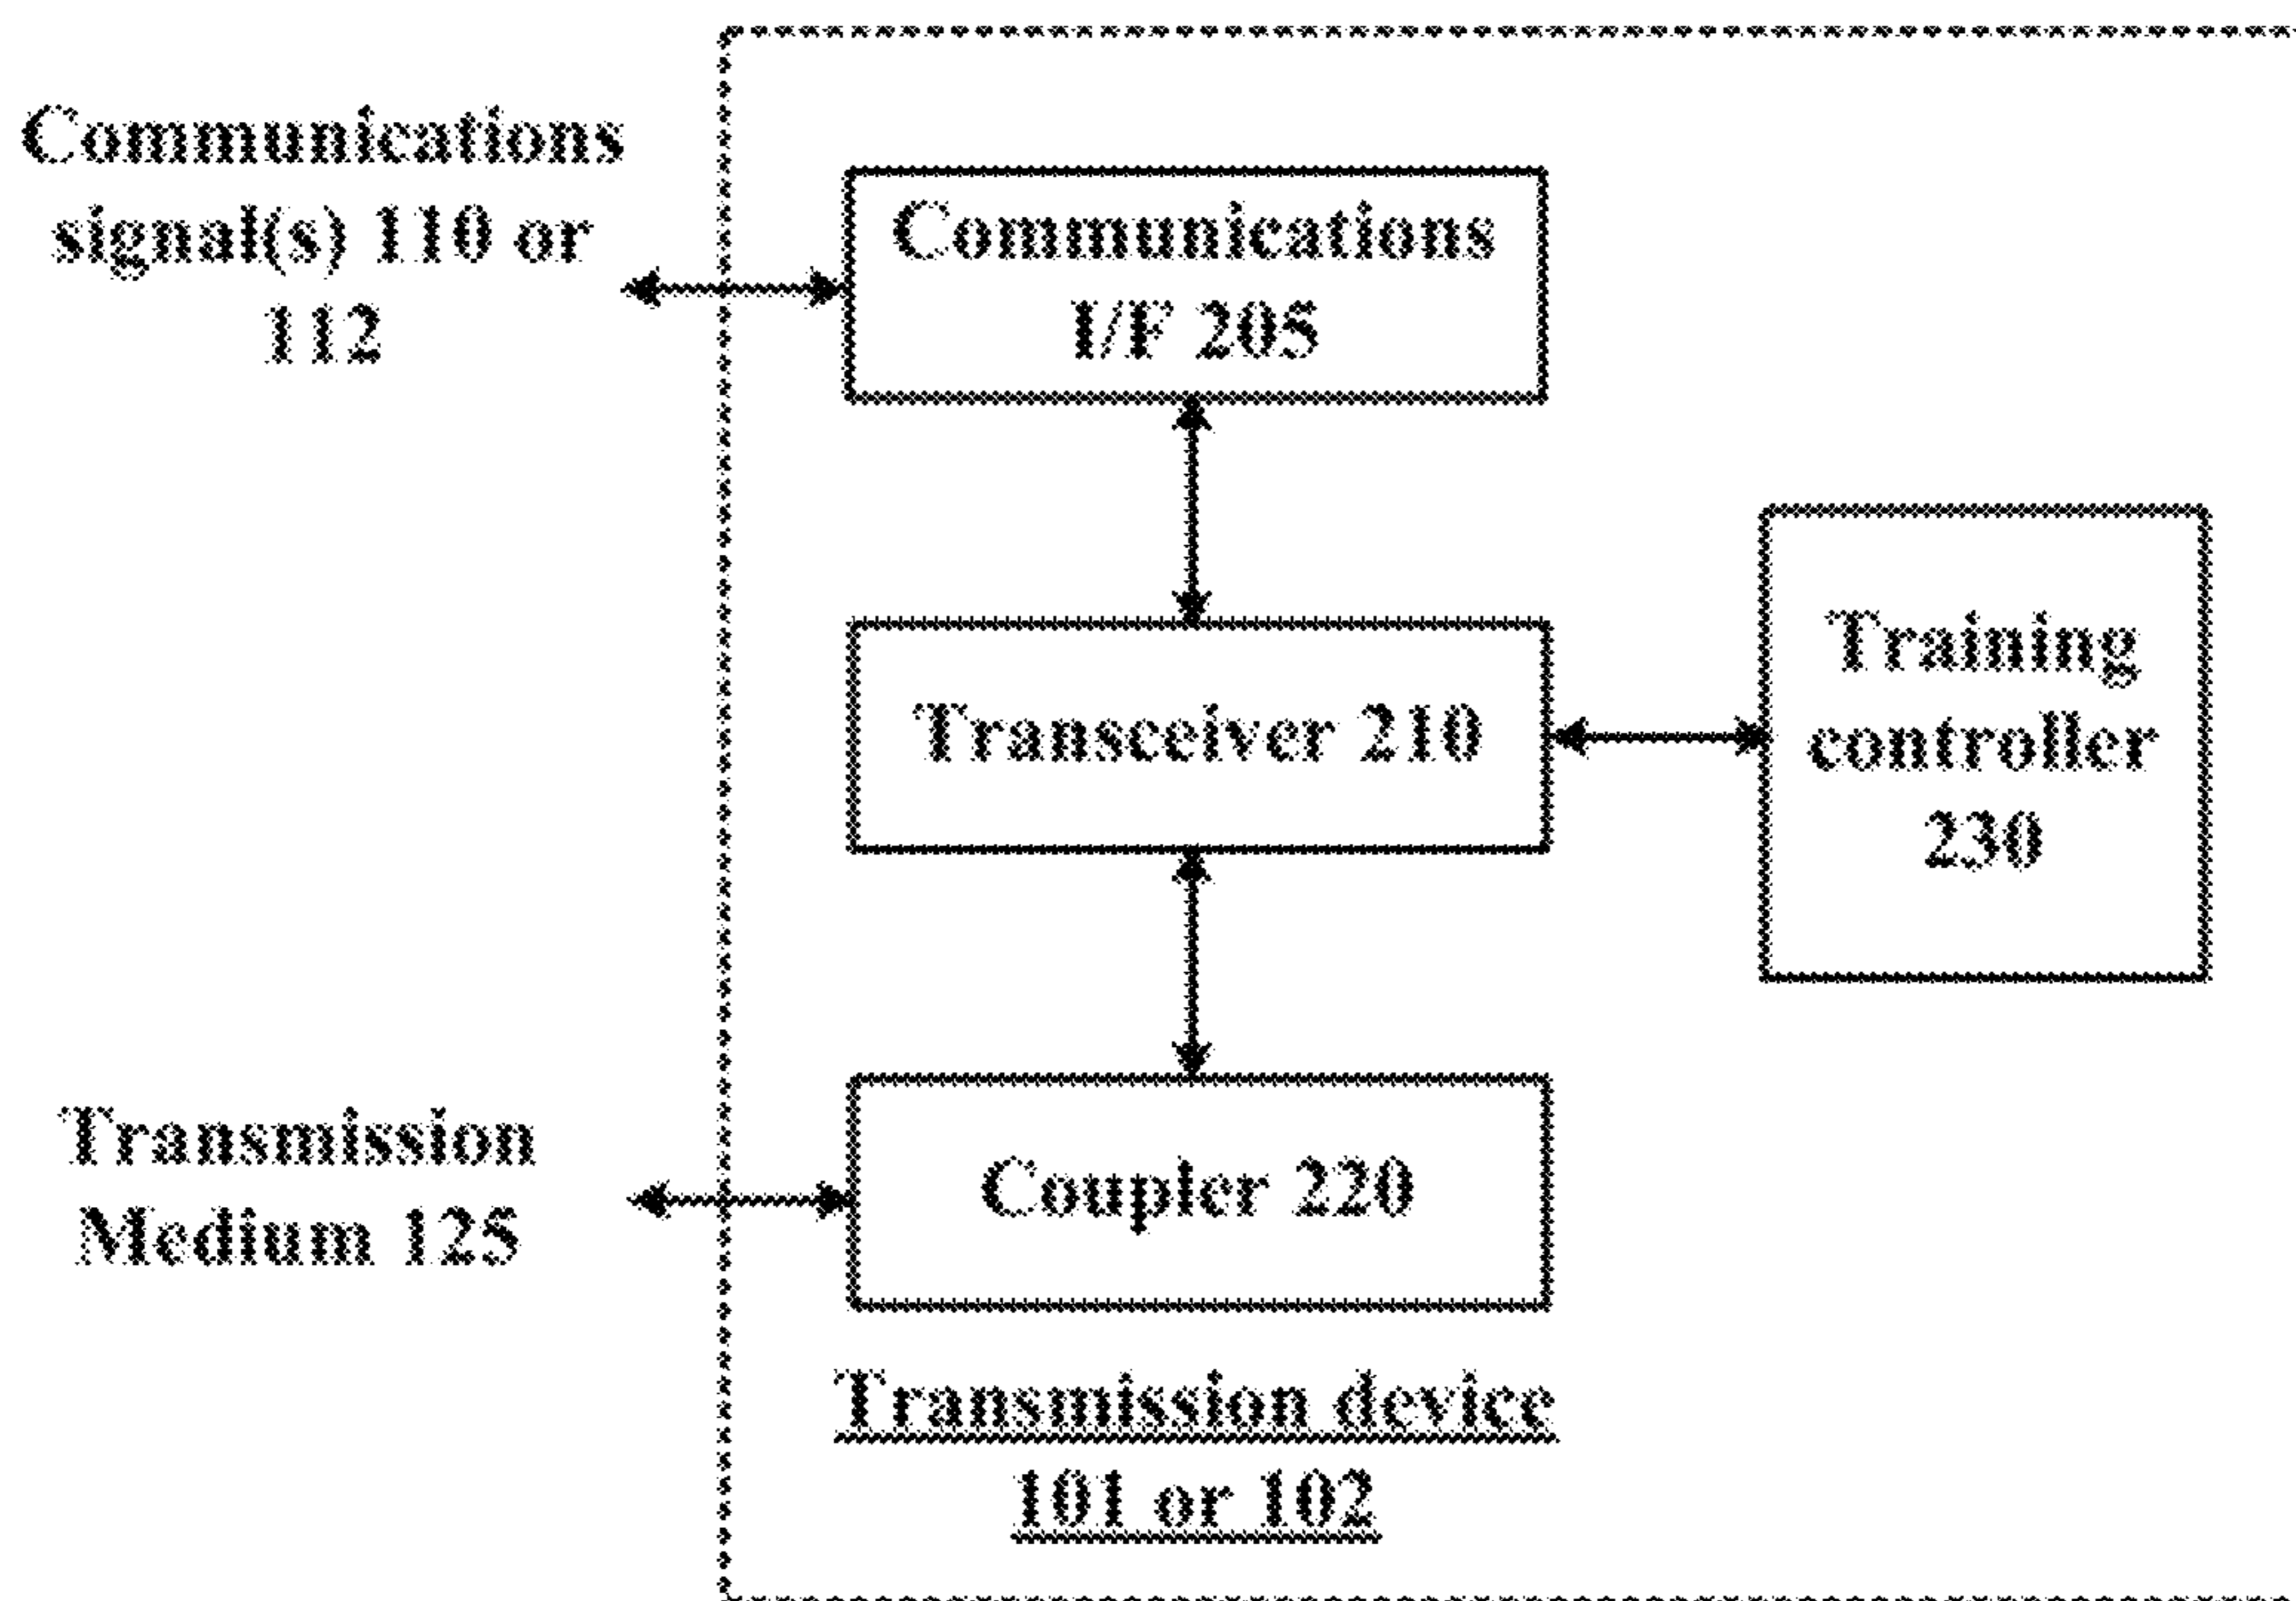 Communications
signal(s) 110 or
112
Communications
I/F 205
Transceiver 210
Training
controller
230
Transmission
Medium 125
Coupler 220
Transmission device
101 or 102